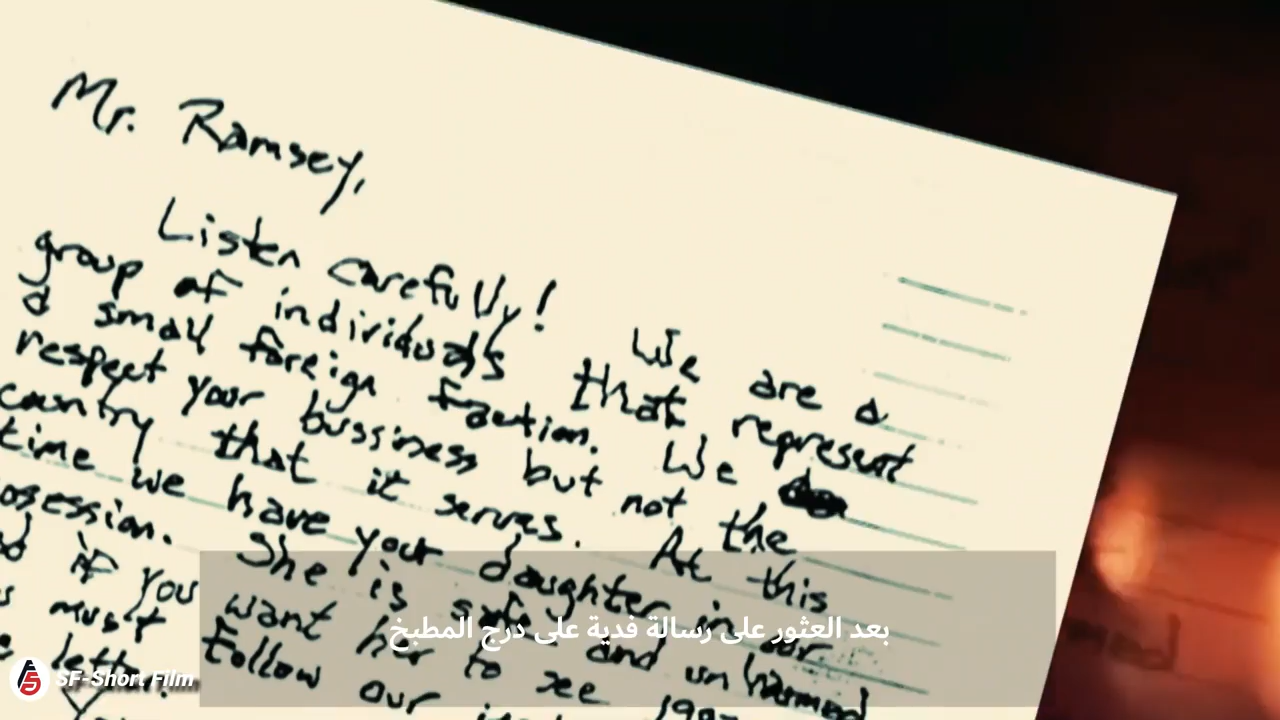 Mr. Ramsey,
Listen carefully! We are a
group of individuals that represent
a small foreign faction. We
respect your bussiness but not the
country that it serves. At this
time we have your daughter in our
posession. She is safe and unharmed
if you want her to see 1997
must follow our
letter.
بعد العثور على رسالة فدية على درج المطبخ
SF-Short Film